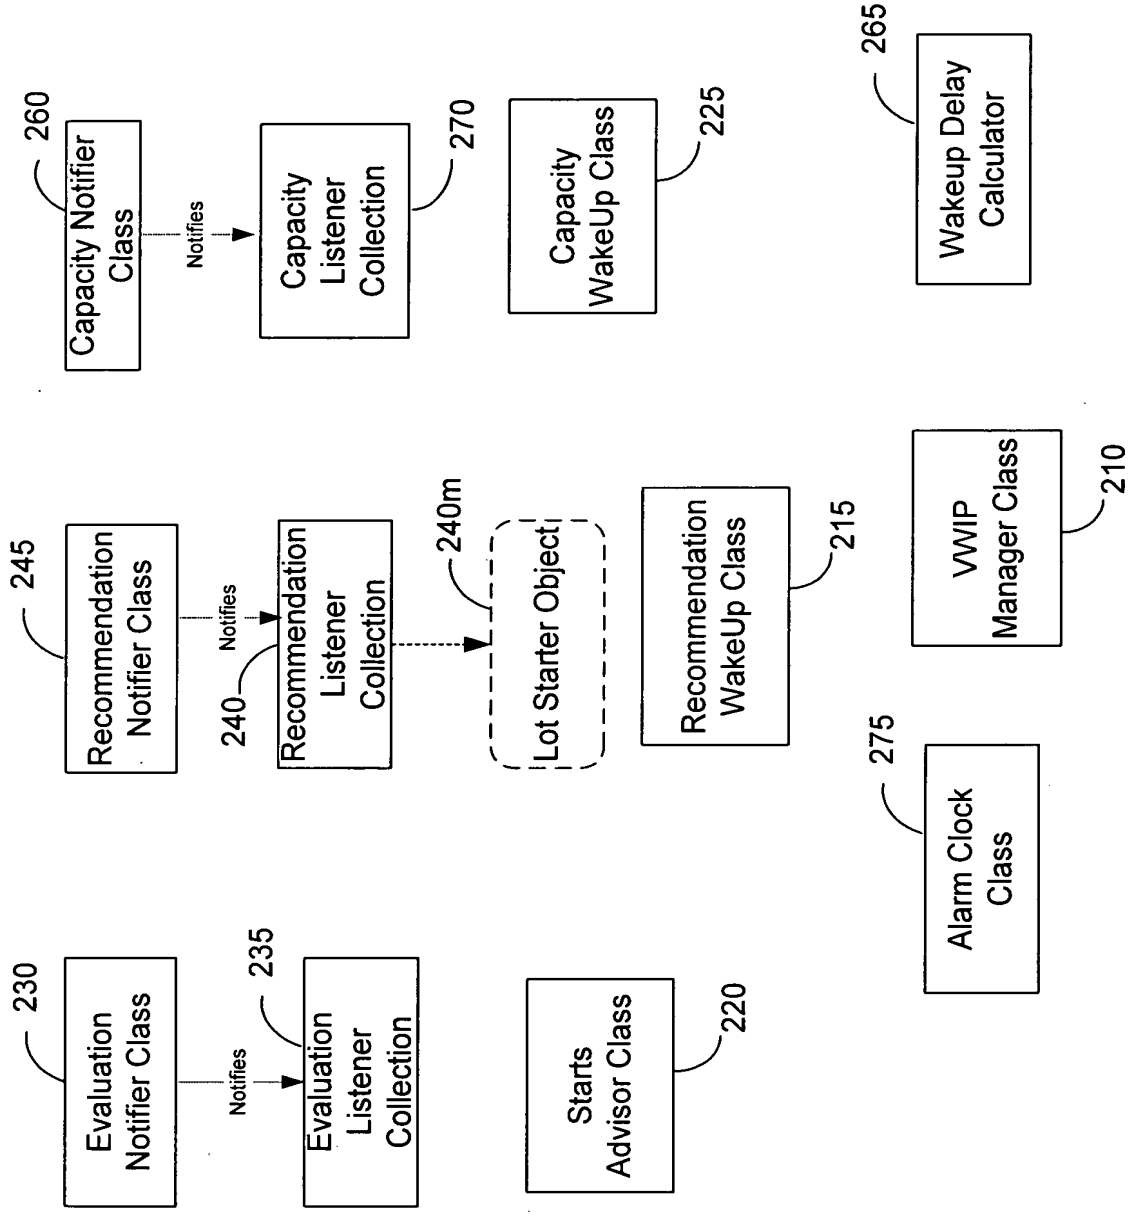 230
Evaluation
Notifier Class
Notifies
235
Evaluation
Listener
Collection
Starts
Advisor Class
220
245
Recommendation
Notifier Class
Notifies
240
Recommendation
Listener
Collection
240m
Lot Starter Object
Recommendation
WakeUp Class
215
260
Capacity Notifier
Class
Notifies
Capacity
Listener
Collection
270
Capacity
WakeUp Class
225
275
Alarm Clock
Class
VWIP
Manager Class
210
265
Wakeup Delay
Calculator